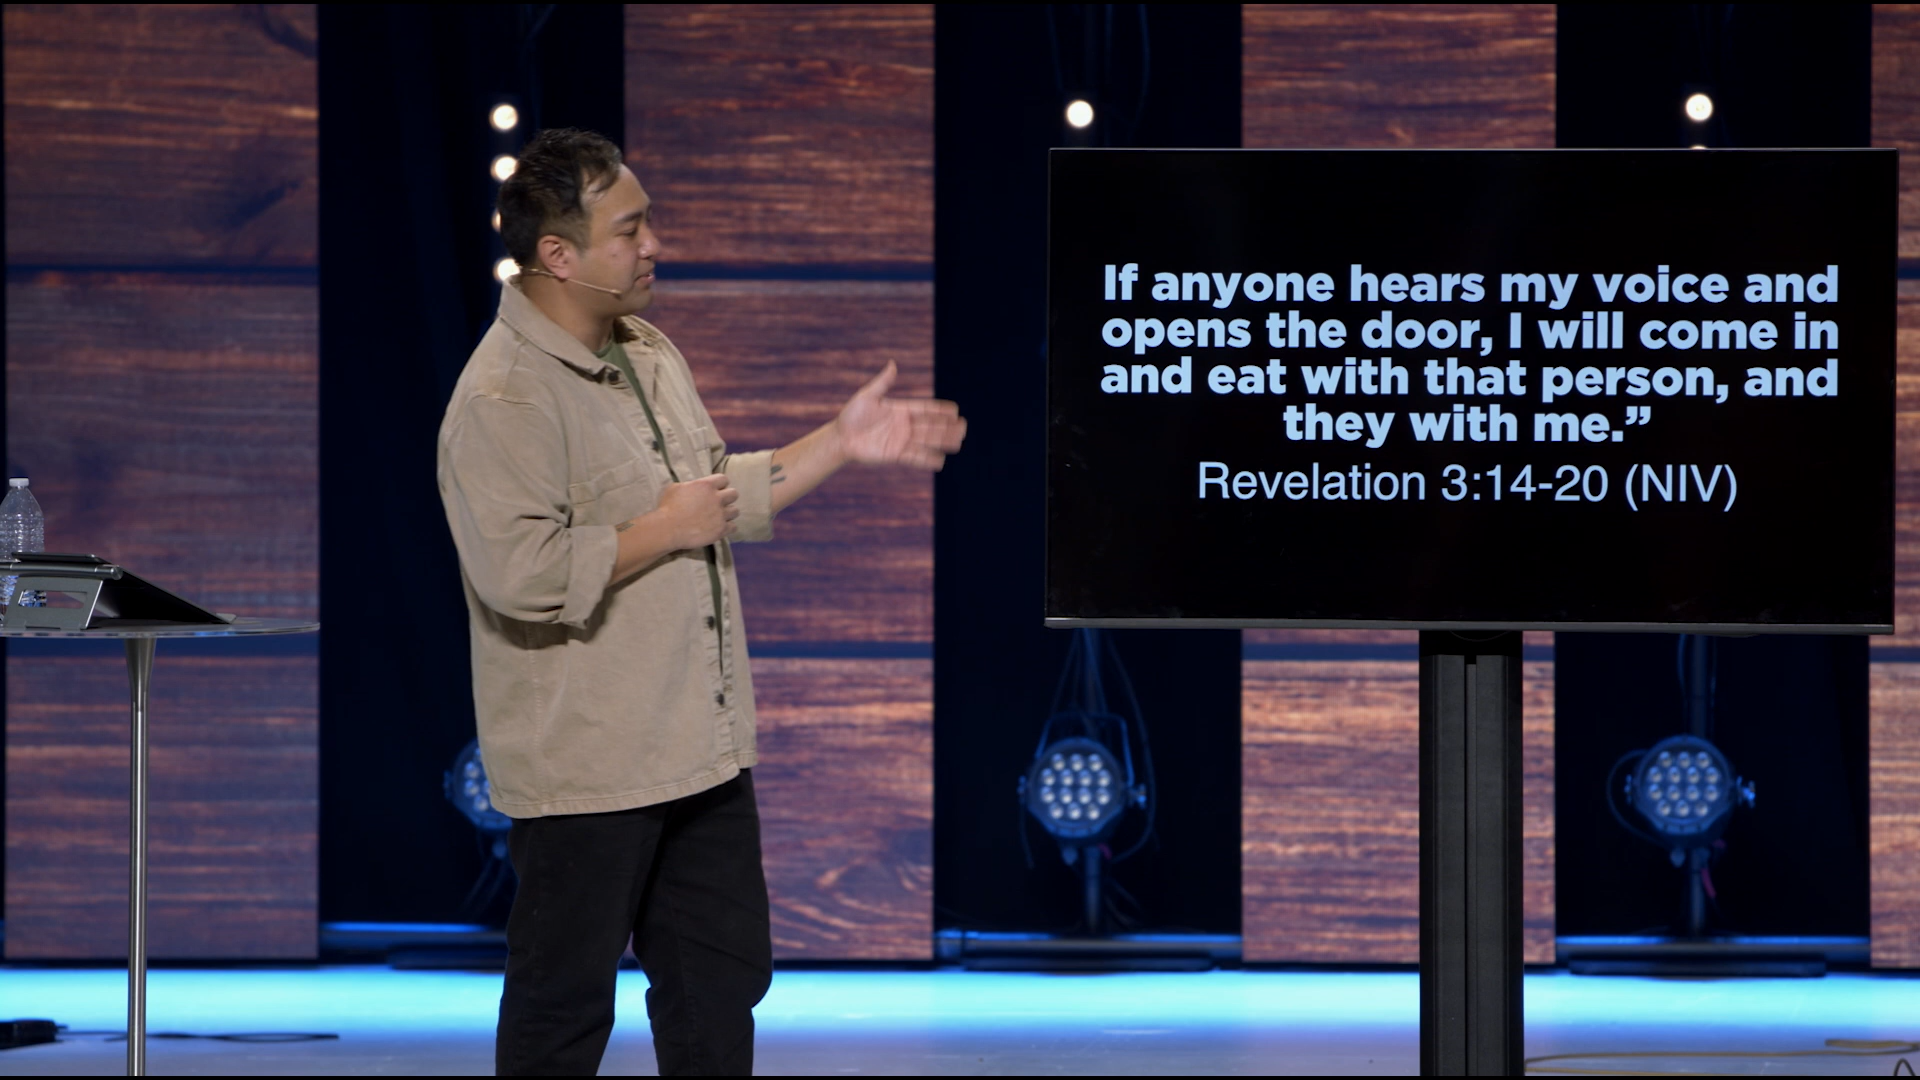 If anyone hears my voice and
opens the door, I will come in
and eat with that person, and
they with me.”
Revelation 3:14-20 (NIV)